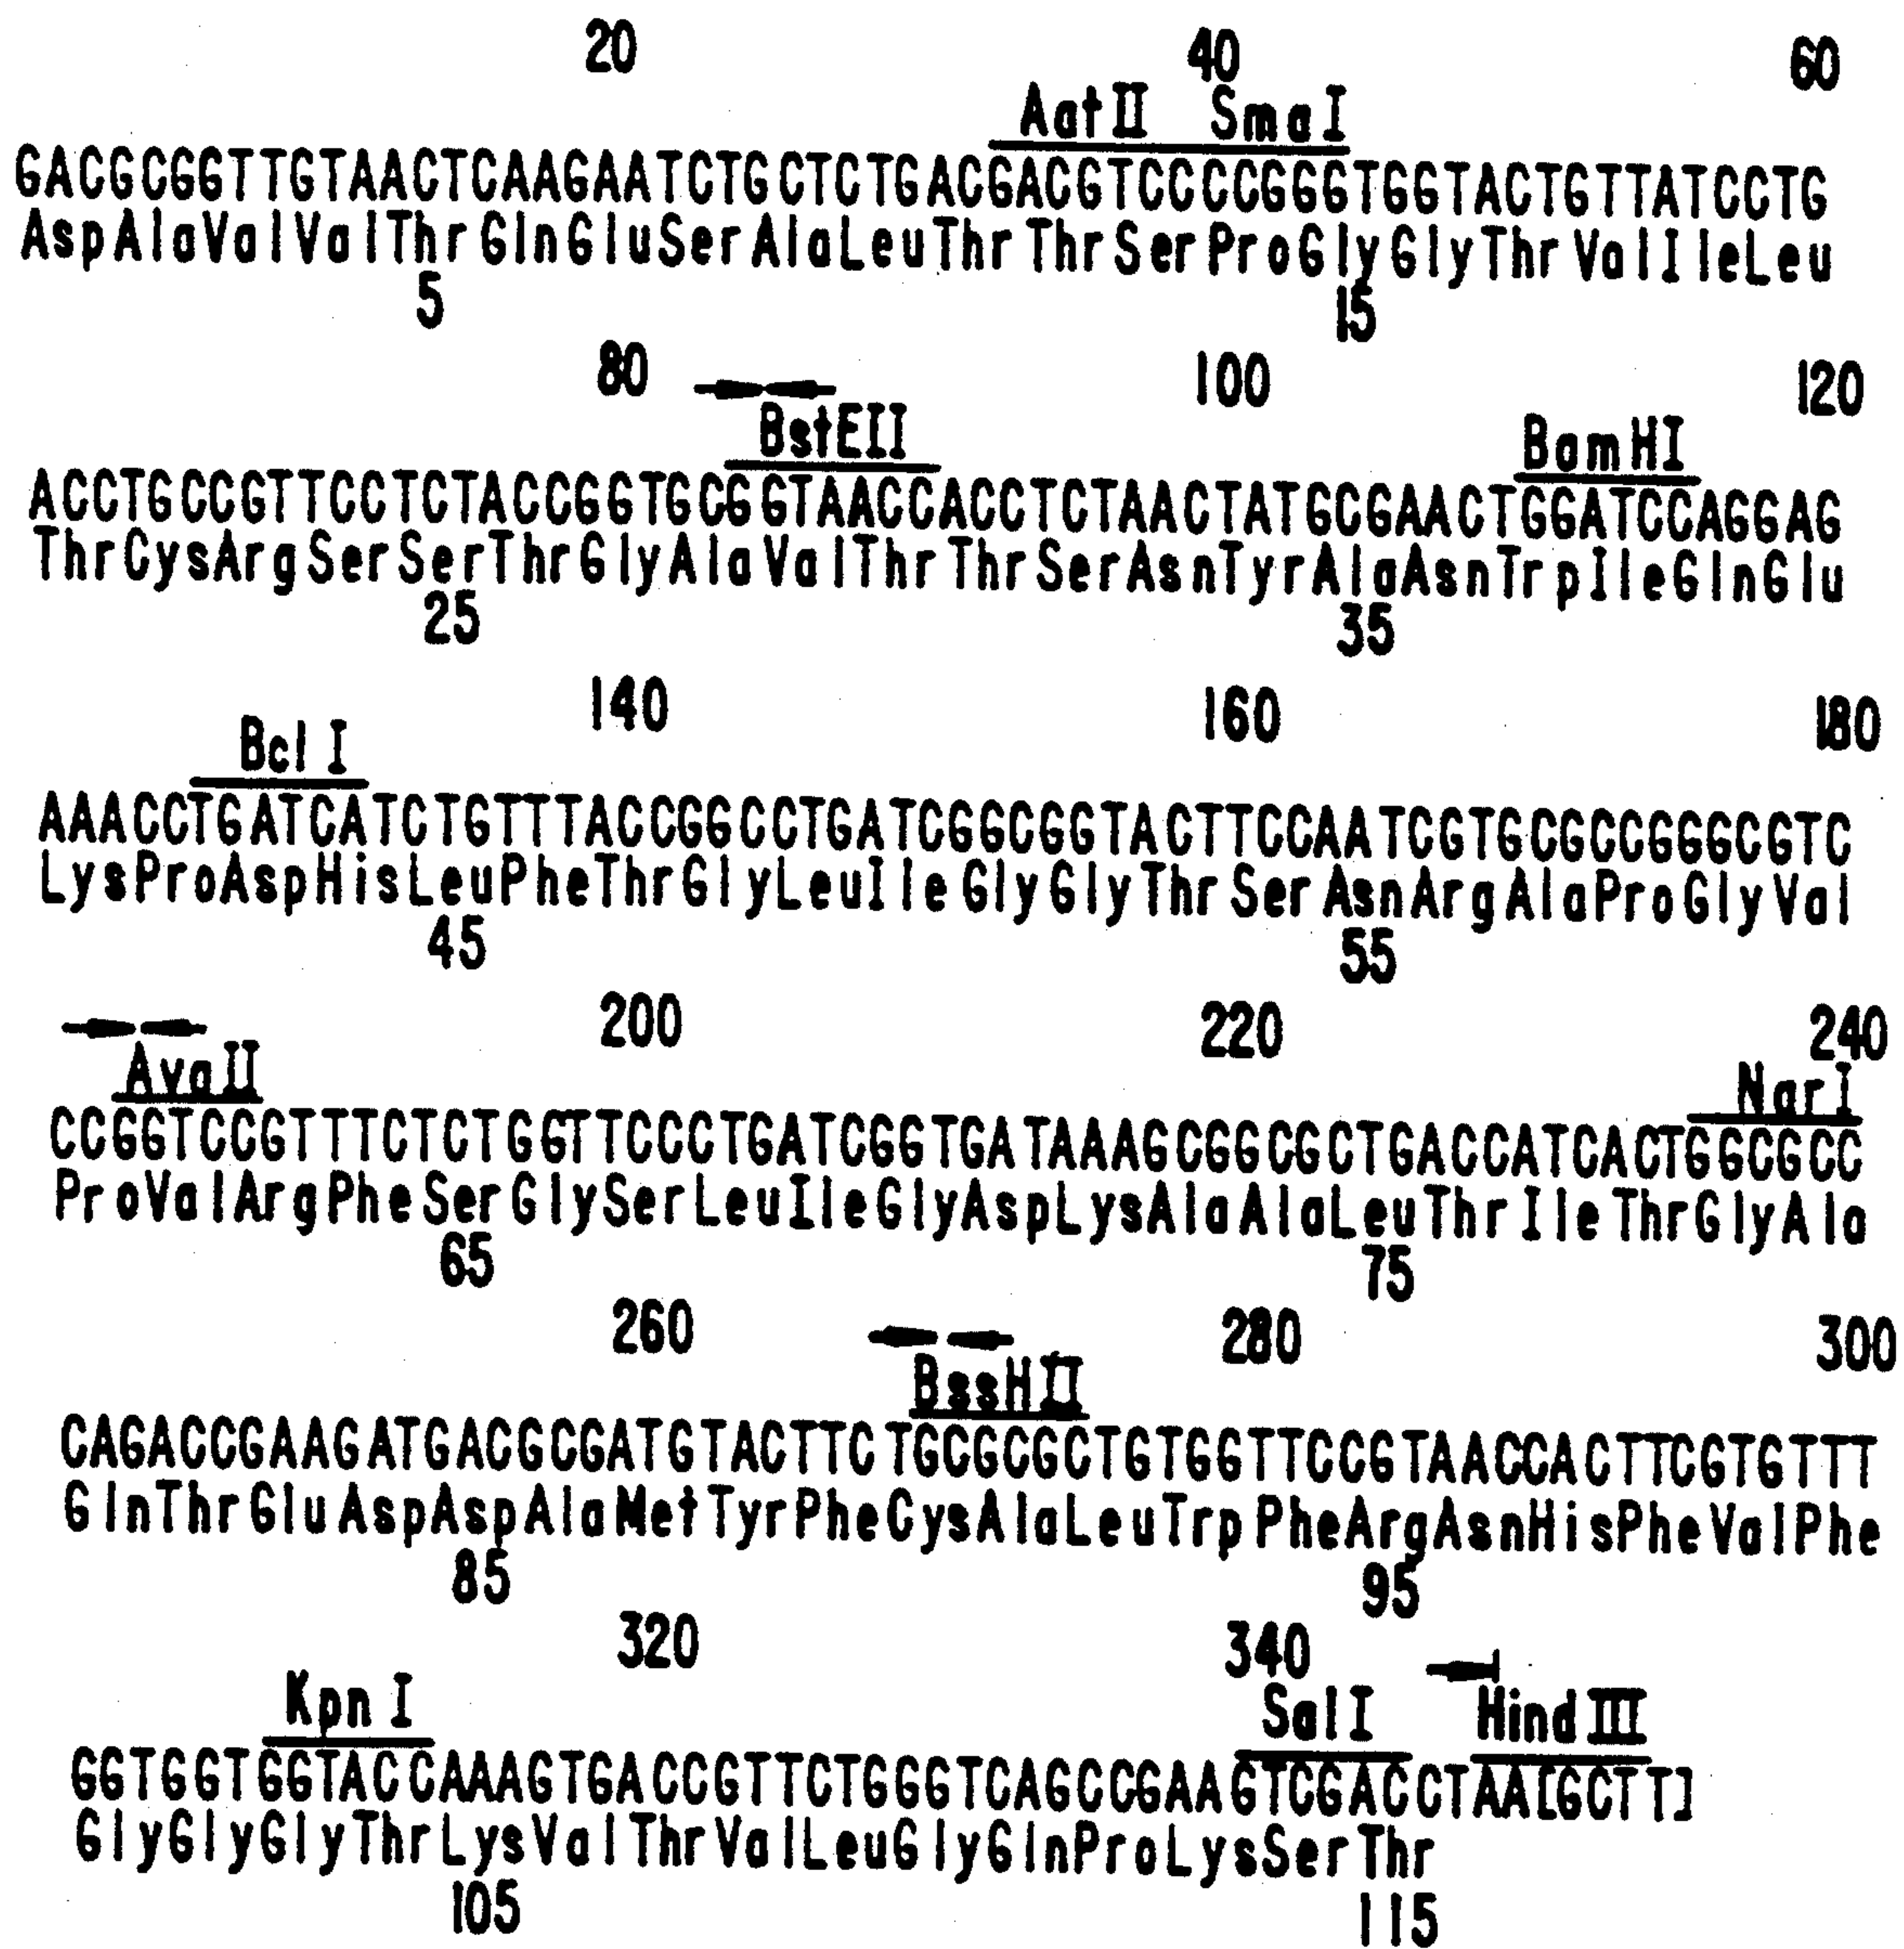 20 40 60
AatII SmaI
GACGCGGTTGTAACTCAAGAATCTGCTCTGACGACGTCCCCGGGTGGTACTGTTATCCTG
AspAlaValValThrGlnGluSerAlaLeuThrThrSerProGlyGlyThrValIleLeu
5 15
80 100 120
BstEII BamHI
ACCTGCCGTTCCTCTACCGGTGCGGTAACCACCTCTAACTATGCGAACTGGATCCAGGAG
ThrCysArgSerSerThrGlyAlaValThrThrSerAsnTyrAlaAsnTrpIleGlnGlu
25 35
140 160 180
Bcl I
AAACCTGATCATCTGTTTACCGGCCTGATCGGCGGTACTTCCAATCGTGCGCCGGGCGTC
LysProAspHisLeuPheThrGlyLeuIleGlyGlyThrSerAsnArgAlaProGlyVal
45 55
200 220 240
AvaII NarI
CCGGTCCGTTTCTCTGGTTCCCTGATCGGTGATAAAGCGGCGCTGACCATCACTGGCGCC
ProValArgPheSerGlySerLeuIleGlyAspLysAlaAlaLeuThrIleThrGlyAla
65 75
260 280 300
BssHII
CAGACCGAAGATGACGCGATGTACTTCTGCGCGCTGTGGTTCCGTAACCACTTCGTGTTT
GlnThrGluAspAspAlaMetTyrPheCysAlaLeuTrpPheArgAsnHisPheValPhe
85 95
320 340
Kpn I SalI HindIII
GGTGGTGGTACCAAAGTGACCGTTCTGGGTCAGCCGAAGTCGACCTAA[GCTT]
GlyGlyGlyThrLysValThrValLeuGlyGlnProLysSerThr
105 115